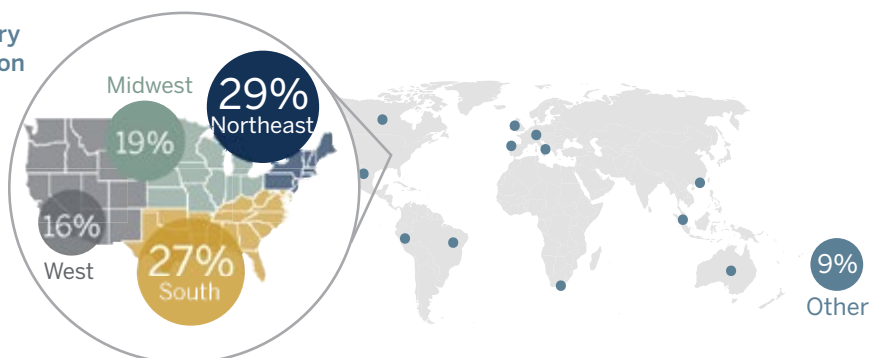 ry
on
Midwest
19%
29%
Northeast
16%
West
27%
South
9%
Other